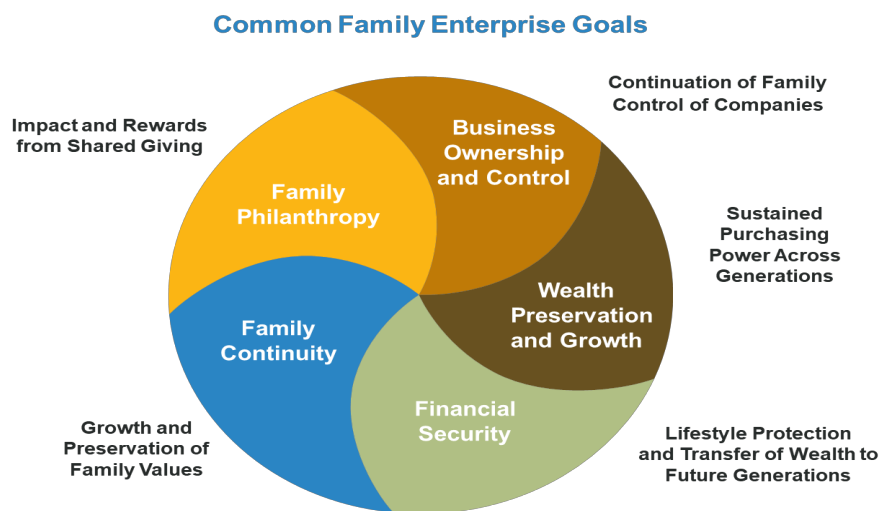 Common Family Enterprise Goals
Continuation of Family
Control of Companies
Impact and Rewards
from Shared Giving
Business
Ownership
and Control
Family
Philanthropy
Sustained
Purchasing
Power Across
Generations
Wealth
Preservation
and Growth
Family
Continuity
Financial
Security
Growth and
Preservation of
Family Values
Lifestyle Protection
and Transfer of Wealth to
Future Generations